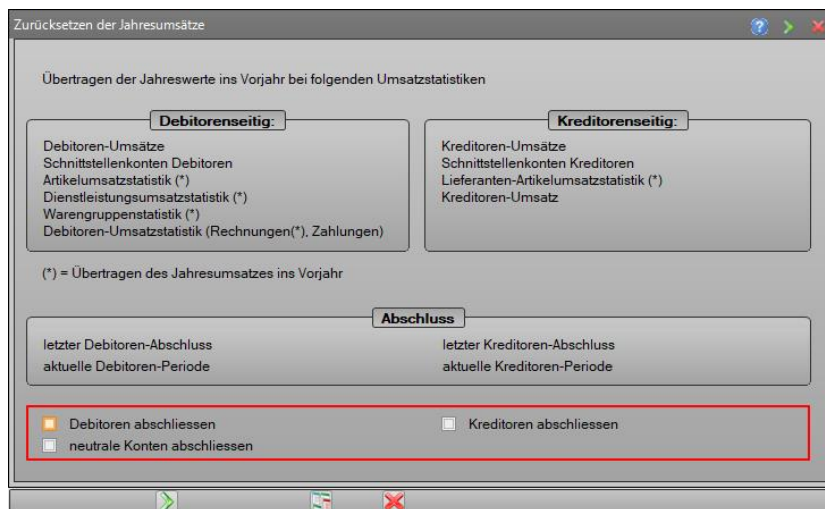 Zurücksetzen der Jahresumsätze
Übertragen der Jahreswerte ins Vorjahr bei folgenden Umsatzstatistiken
Debitorenseitig:
Debitoren-Umsätze
Schnittstellenkonten Debitoren
Artikelumsatzstatistik (*)
Dienstleistungsumsatzstatistik (*)
Warengruppenstatistik (*)
Debitoren-Umsatzstatistik (Rechnungen(*), Zahlungen)
Kreditorenseitig:
Kreditoren-Umsätze
Schnittstellenkonten Kreditoren
Lieferanten-Artikelumsatzstatistik (*)
Kreditoren-Umsatz
(*) = Übertragen des Jahresumsatzes ins Vorjahr
Abschluss
letzter Debitoren-Abschluss
aktuelle Debitoren-Periode
letzter Kreditoren-Abschluss
aktuelle Kreditoren-Periode
Debitoren abschliessen
neutrale Konten abschliessen
Kreditoren abschliessen